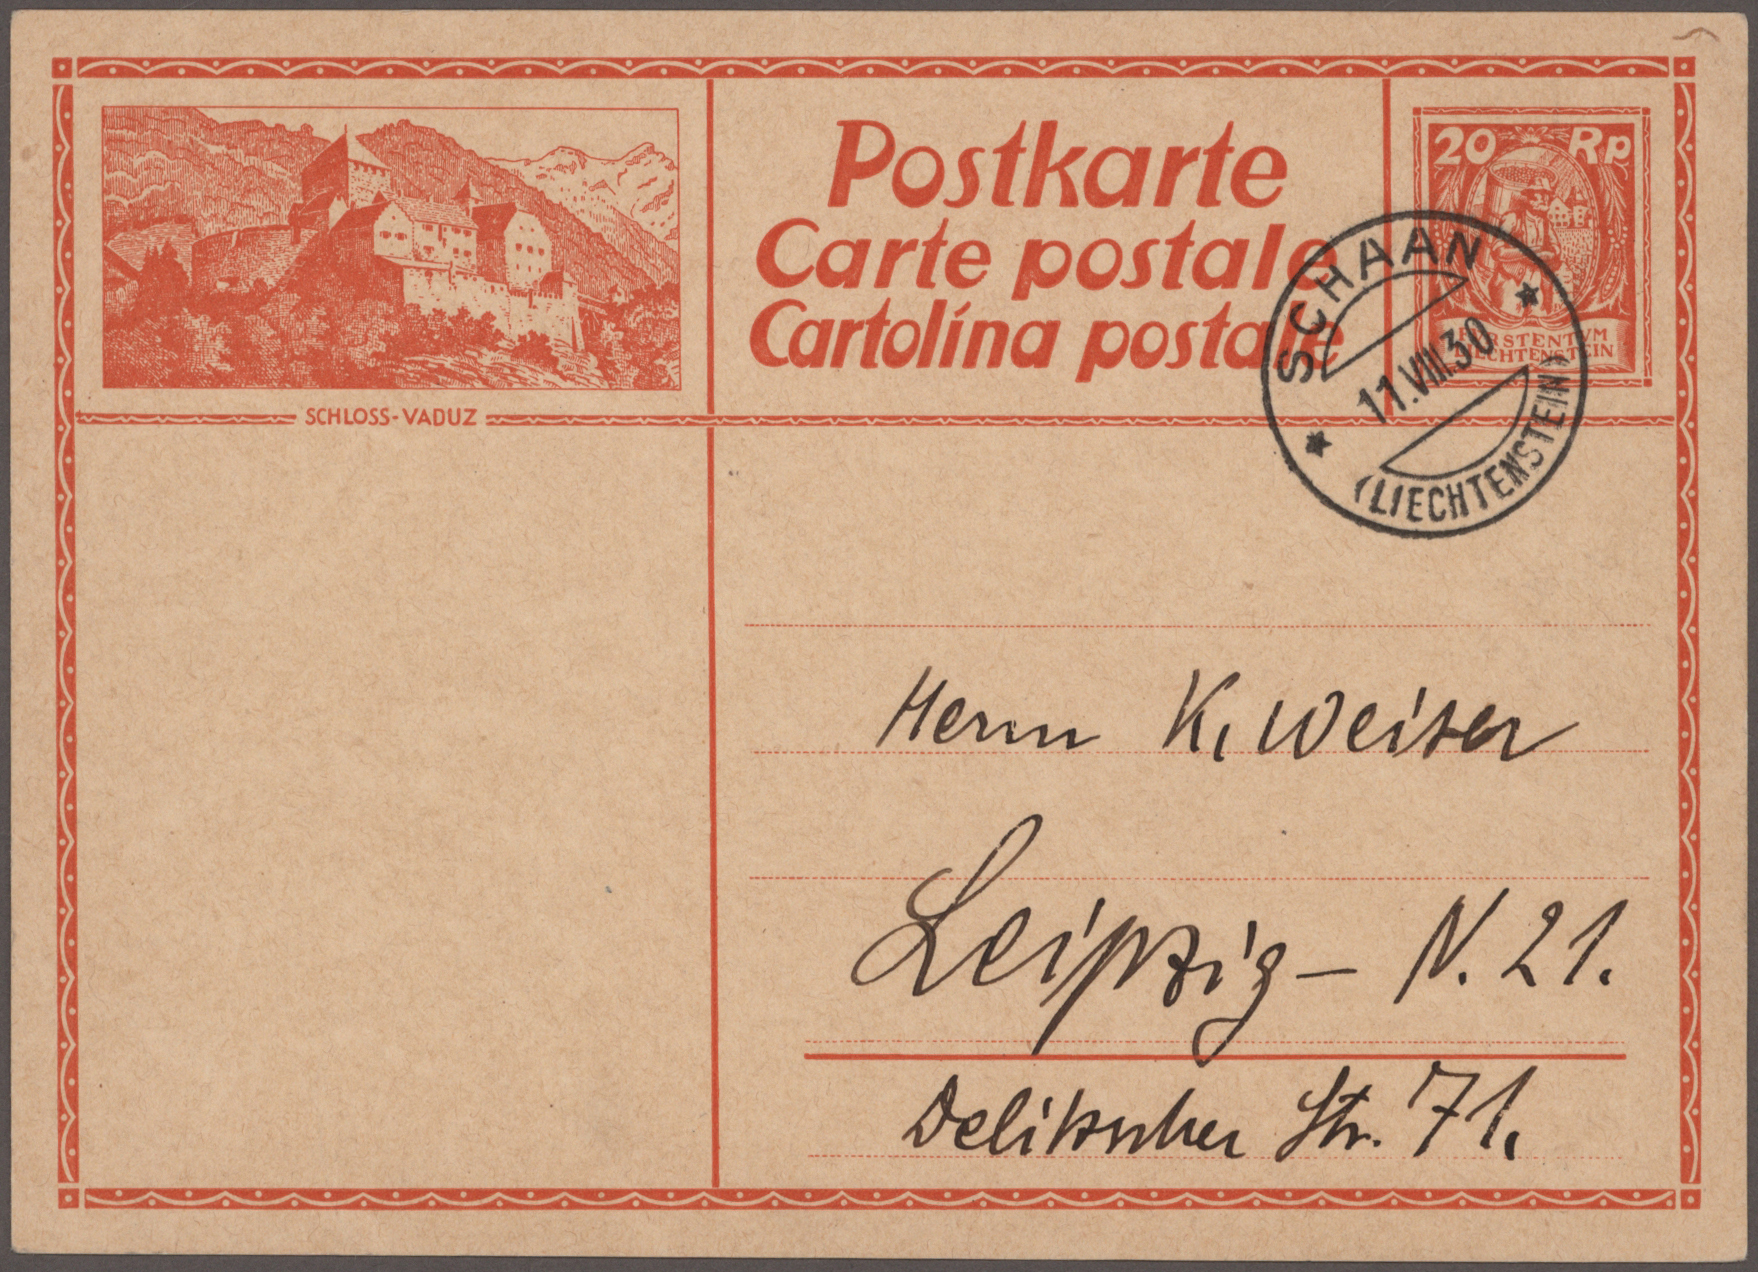 Postkarte
Carte postale
Cartolina postale
20 Rp
FÜRSTENTVM
LIECHTENSTEIN
SCHAAN
11.VIII.30
(LIECHTENSTEIN)
SCHLOSS-VADUZ
Herrn K. Weiser
Leipzig – N. 21.
Delitzscher Str. 71.